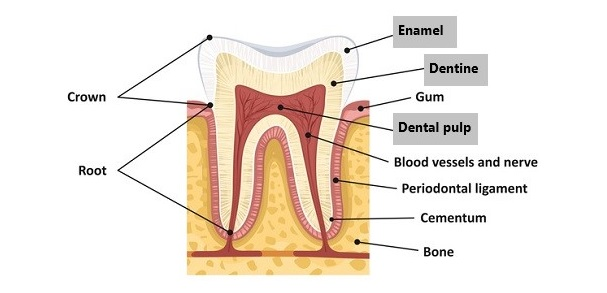 Enamel
Dentine
Crown
Gum
Dental pulp
Blood vessels and nerve
Root
Periodontal ligament
Cementum
Bone